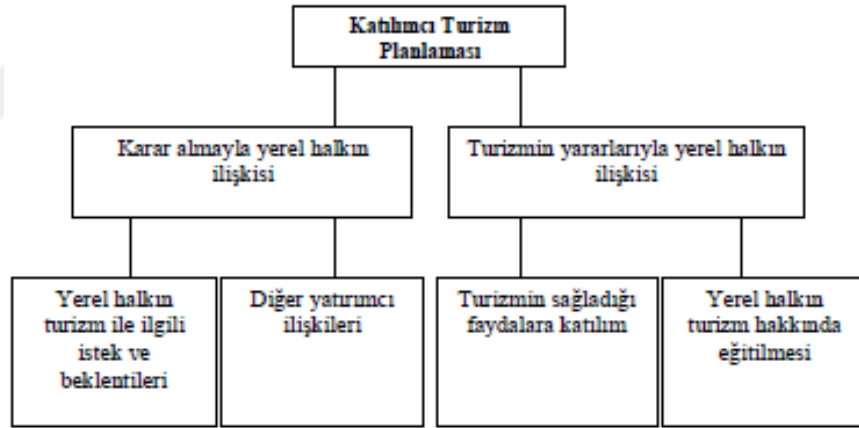 Katılımcı Turizm
Planlaması
Karar almayla yerel halkın
ilişkisi
Turizmin yararlarıyla yerel halkın
ilişkisi
Yerel halkın
turizm ile ilgili
istek ve
beklentileri
Diğer yatırımcı
ilişkileri
Turizmin sağladığı
faydalara katılım
Yerel halkın
turizm hakkında
eğitilmesi